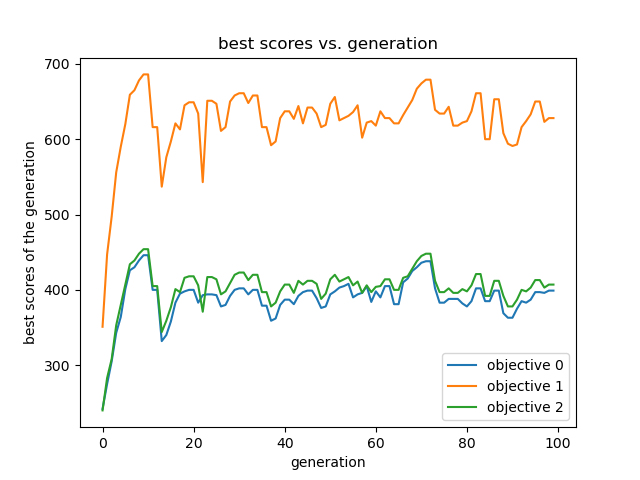 best scores vs. generation
best scores of the generation
700
600
500
400
300
0
20
40
60
80
100
generation
objective 0
objective 1
objective 2